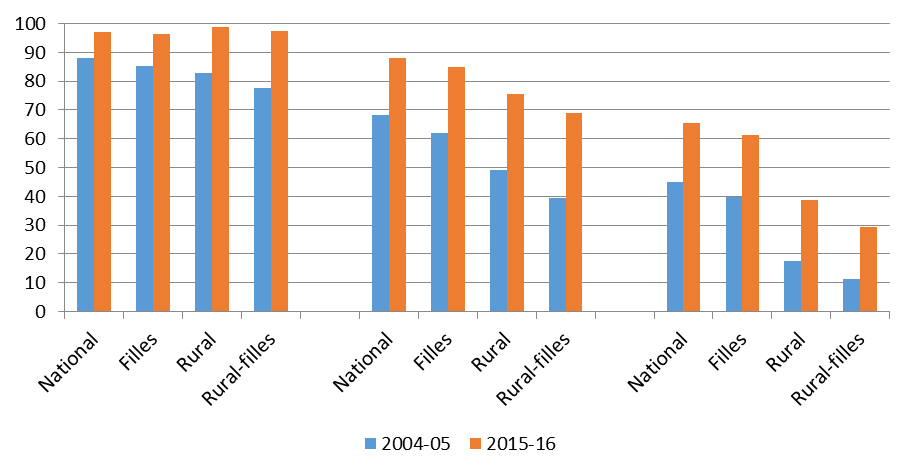 100
90
80
70
60
50
40
30
20
10
0
National
Filles
Rural
Rural-filles
National
Filles
Rural
Rural-filles
National
Filles
Rural
Rural-filles
2004-05 2015-16